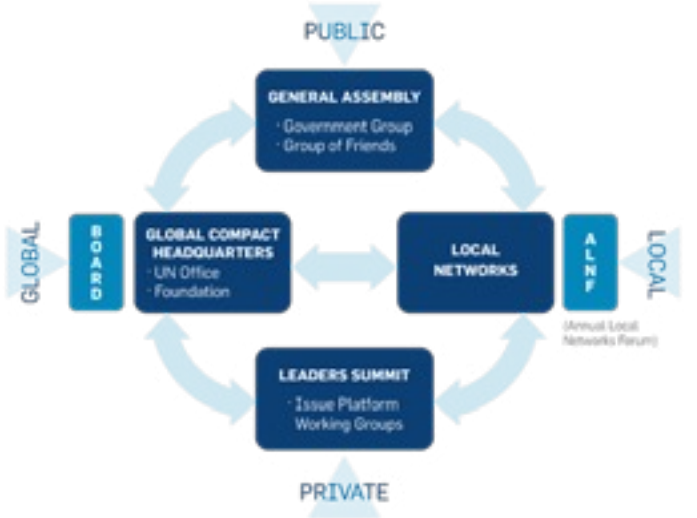 PUBLIC
GENERAL ASSEMBLY
· Government Group
· Group of Friends
GLOBAL
BOARD
GLOBAL COMPACT
HEADQUARTERS
· UN Office
· Foundation
LOCAL
NETWORKS
ALNF
LOCAL
(Annual Local
Networks Forum)
LEADERS SUMMIT
· Issue Platform
Working Groups
PRIVATE